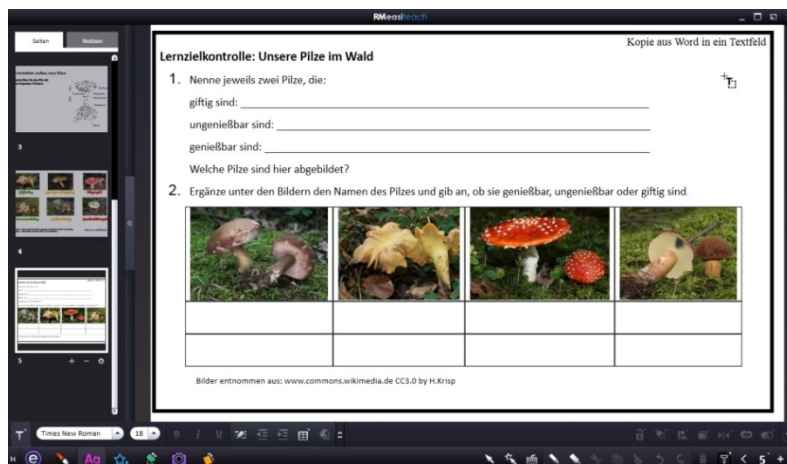 RMeasiteach
Seiten Notizen
Kopie aus Word in ein Textfeld
Lernzielkontrolle: Unsere Pilze im Wald
1. Nenne jeweils zwei Pilze, die:
giftig sind:
ungenießbar sind:
genießbar sind:
Welche Pilze sind hier abgebildet?
2. Ergänze unter den Bildern den Namen des Pilzes und gib an, ob sie genießbar, ungenießbar oder giftig sind.
Bilder entnommen aus: www.commons.wikimedia.de CC3.0 by H.Krisp
3
4
5
Times New Roman 18 B I U
Aa 5